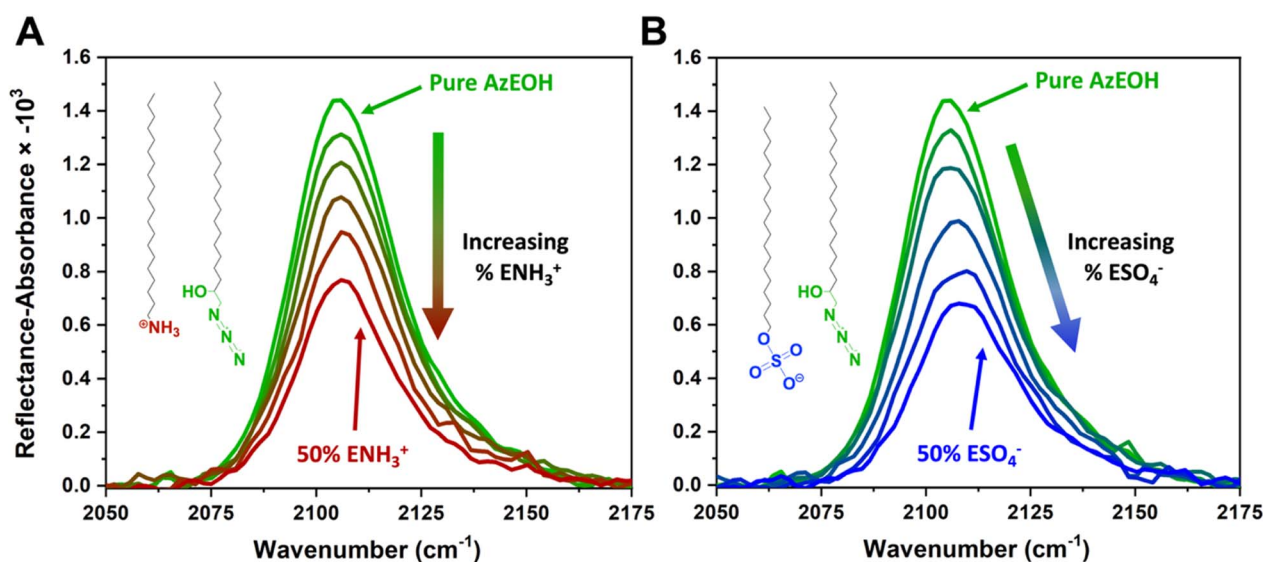 A
Reflectance-Absorbance × -10³
1.6
1.4
1.2
1.0
0.8
0.6
0.4
0.2
0.0
Pure AzEOH
Increasing
% ENH₃⁺
HO
N
N
N
⊕NH₃
50% ENH₃⁺
2050 2075 2100 2125 2150 2175
Wavenumber (cm⁻¹)
B
1.6
1.4
1.2
1.0
0.8
0.6
0.4
0.2
0.0
Pure AzEOH
Increasing
% ESO₄⁻
HO
N
N
N
O
O
S
O
O⊖
50% ESO₄⁻
2050 2075 2100 2125 2150 2175
Wavenumber (cm⁻¹)